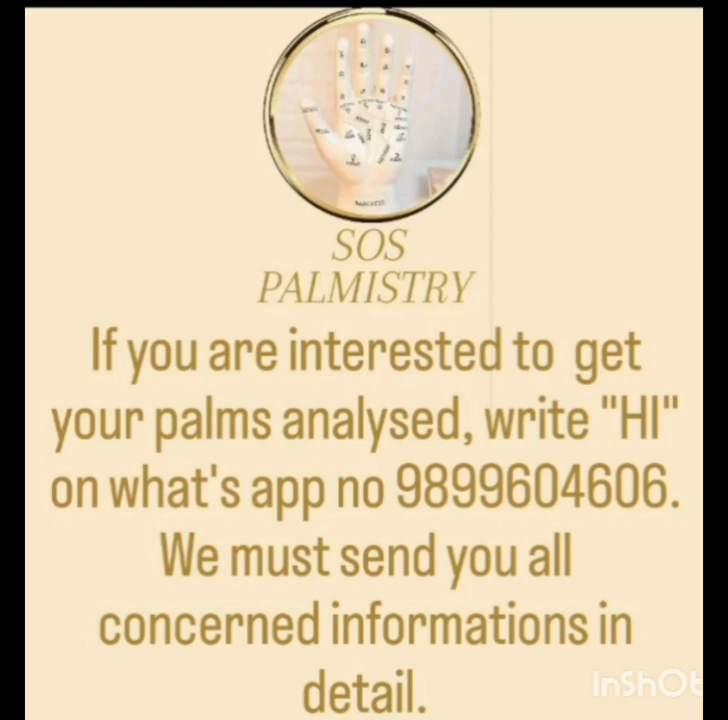 SOS
PALMISTRY
If you are interested to get
your palms analysed, write "HI"
on what's app no 9899604606.
We must send you all
concerned informations in
detail.
InShOt